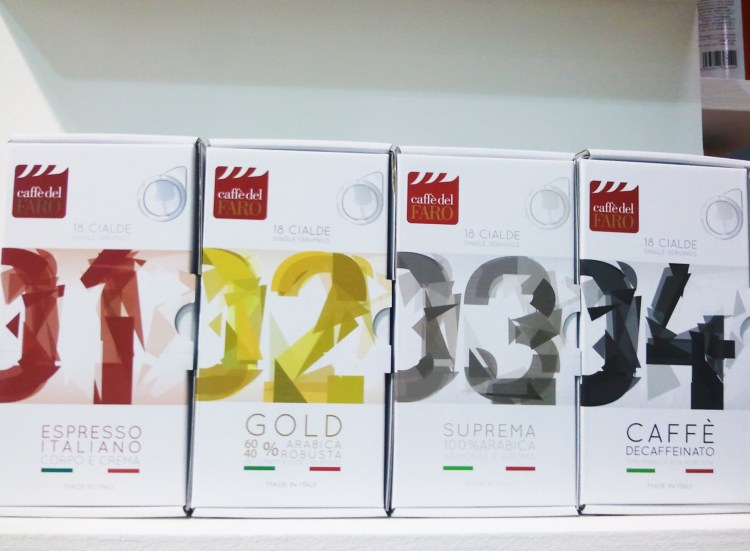 caffè del
FARO
18 CIALDE
SINGLE SERVINGS
01
ESPRESSO
ITALIANO
CORPO E CREMA
MADE IN ITALY
caffè del
FARO
18 CIALDE
SINGLE SERVINGS
02
GOLD
60 % ARABICA
40 ROBUSTA
MADE IN ITALY
caffè del
FARO
18 CIALDE
SINGLE SERVINGS
03
SUPREMA
100% ARABICA
MADE IN ITALY
caffè del
FARO
18 CIALDE
SINGLE SERVINGS
04
CAFFÈ
DECAFFEINATO
MADE IN ITALY